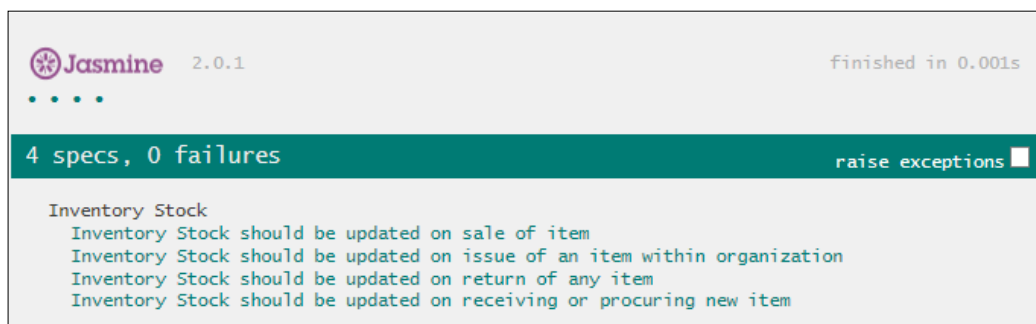 Jasmine 2.0.1 finished in 0.001s
• • • •
4 specs, 0 failures raise exceptions
Inventory Stock
Inventory Stock should be updated on sale of item
Inventory Stock should be updated on issue of an item within organization
Inventory Stock should be updated on return of any item
Inventory Stock should be updated on receiving or procuring new item